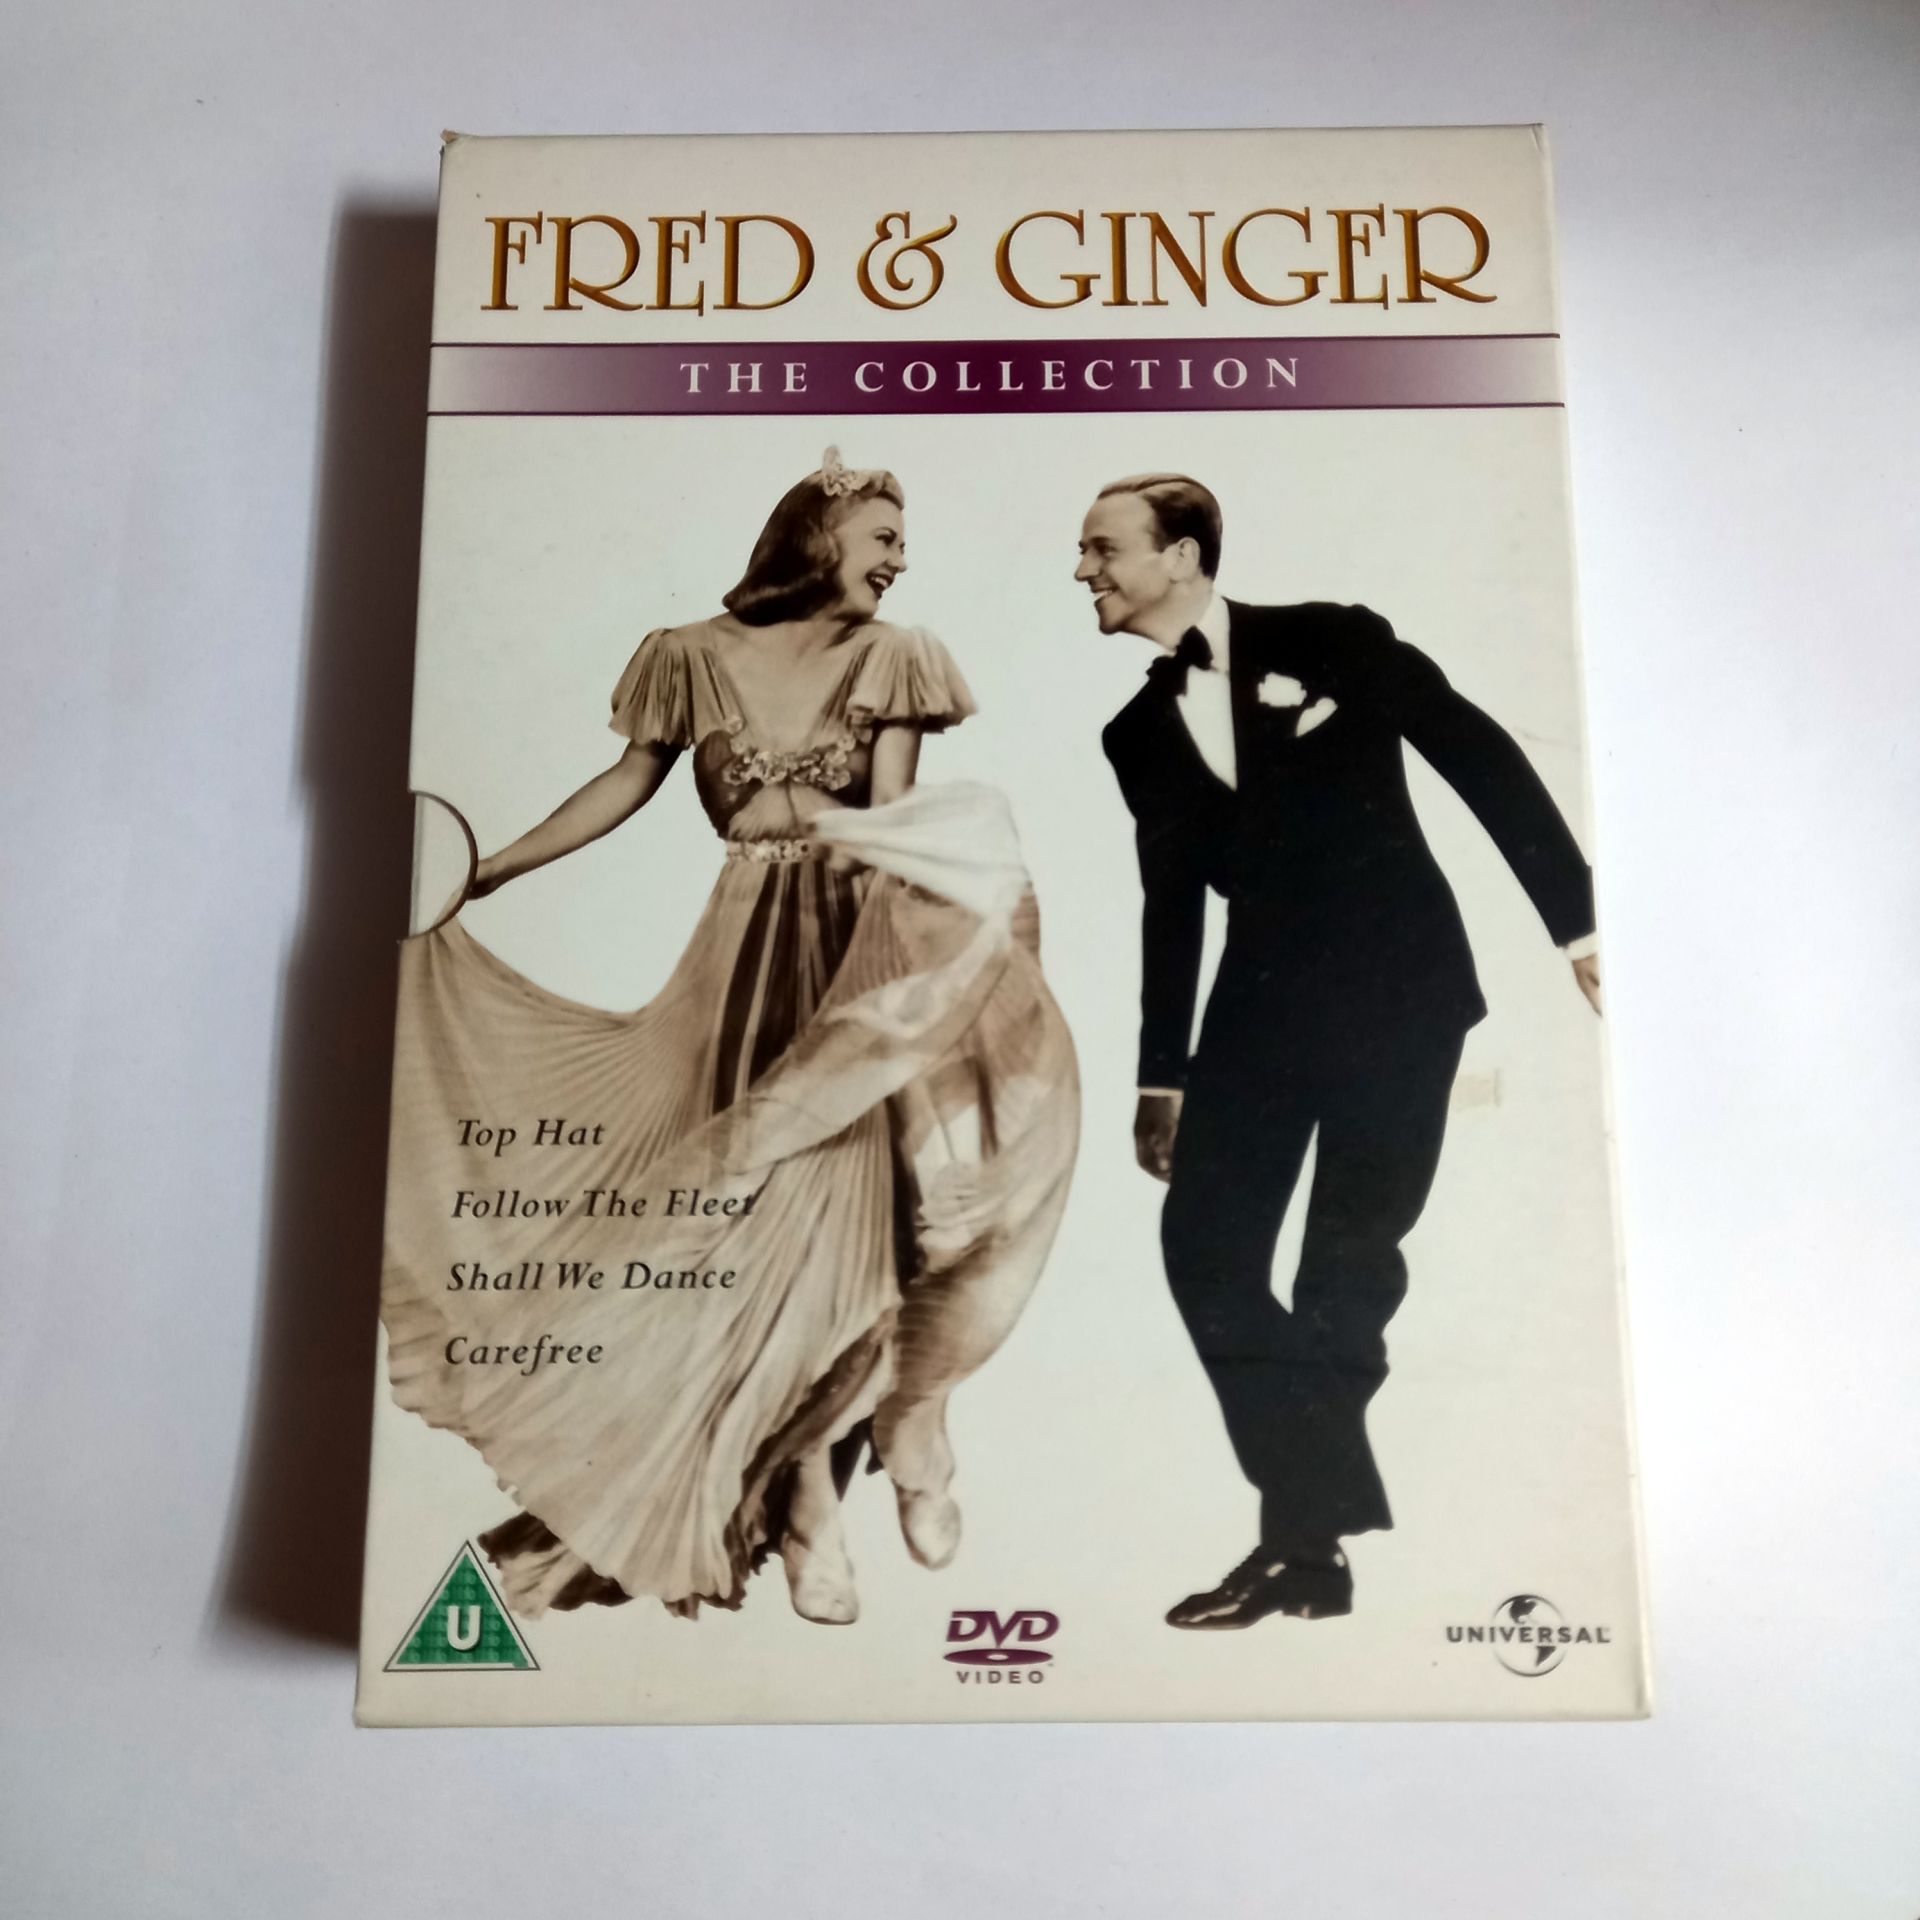 FRED & GINGER
THE COLLECTION
Top Hat
Follow The Fleet
Shall We Dance
Carefree
U
DVD
VIDEO
UNIVERSAL